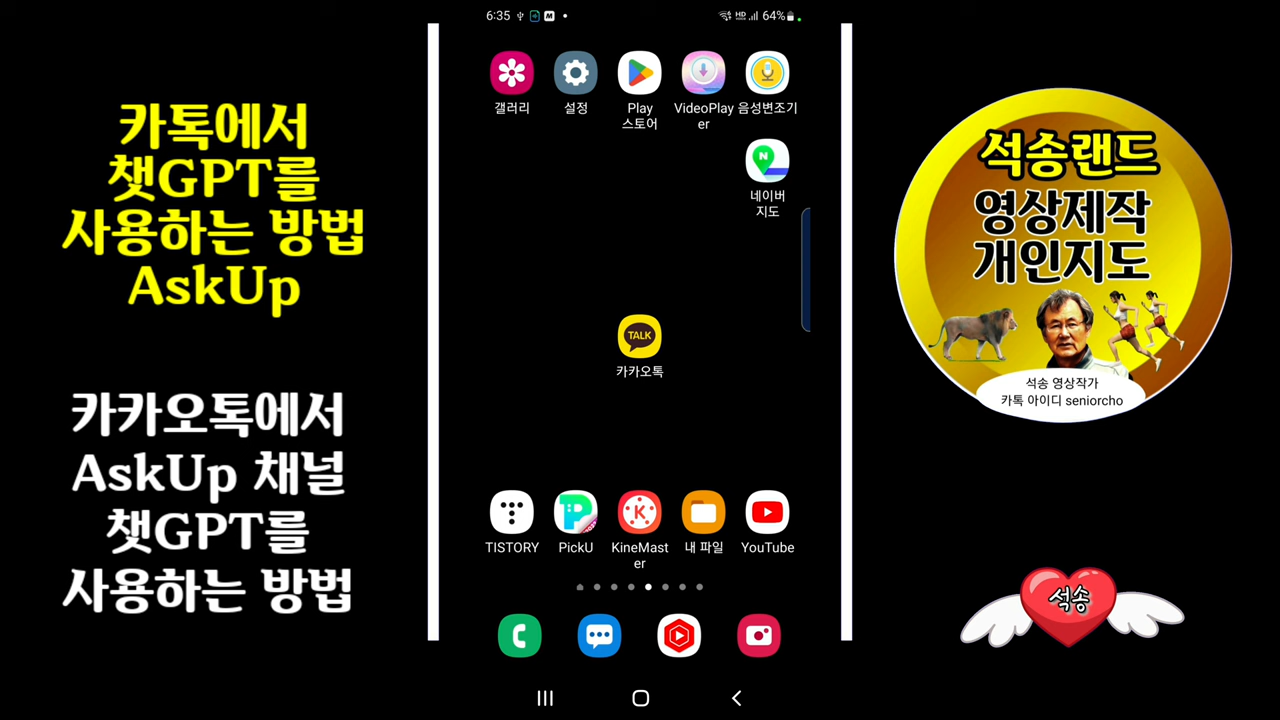 카톡에서
챗GPT를
사용하는 방법
AskUp
카카오톡에서
AskUp 채널
챗GPT를
사용하는 방법
6:35
M
HD
64%
갤러리
설정
Play
스토어
VideoPlay
er
음성변조기
N
네이버
지도
TALK
카카오톡
TISTORY
PickU
KineMast
er
내 파일
YouTube
석송랜드
영상제작
개인지도
석송 영상작가
카톡 아이디 seniorcho
석송